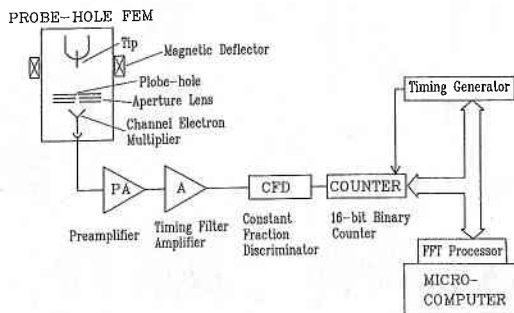 PROBE-HOLE FEM
Tip
Magnetic Deflector
Plobe-hole
Aperture Lens
Channel Electron
Multiplier
Timing Generator
PA
A
CFD
COUNTER
Preamplifier
Timing Filter
Amplifier
Constant
Fraction
Discriminator
16-bit Binary
Counter
FFT Processor
MICRO-
COMPUTER